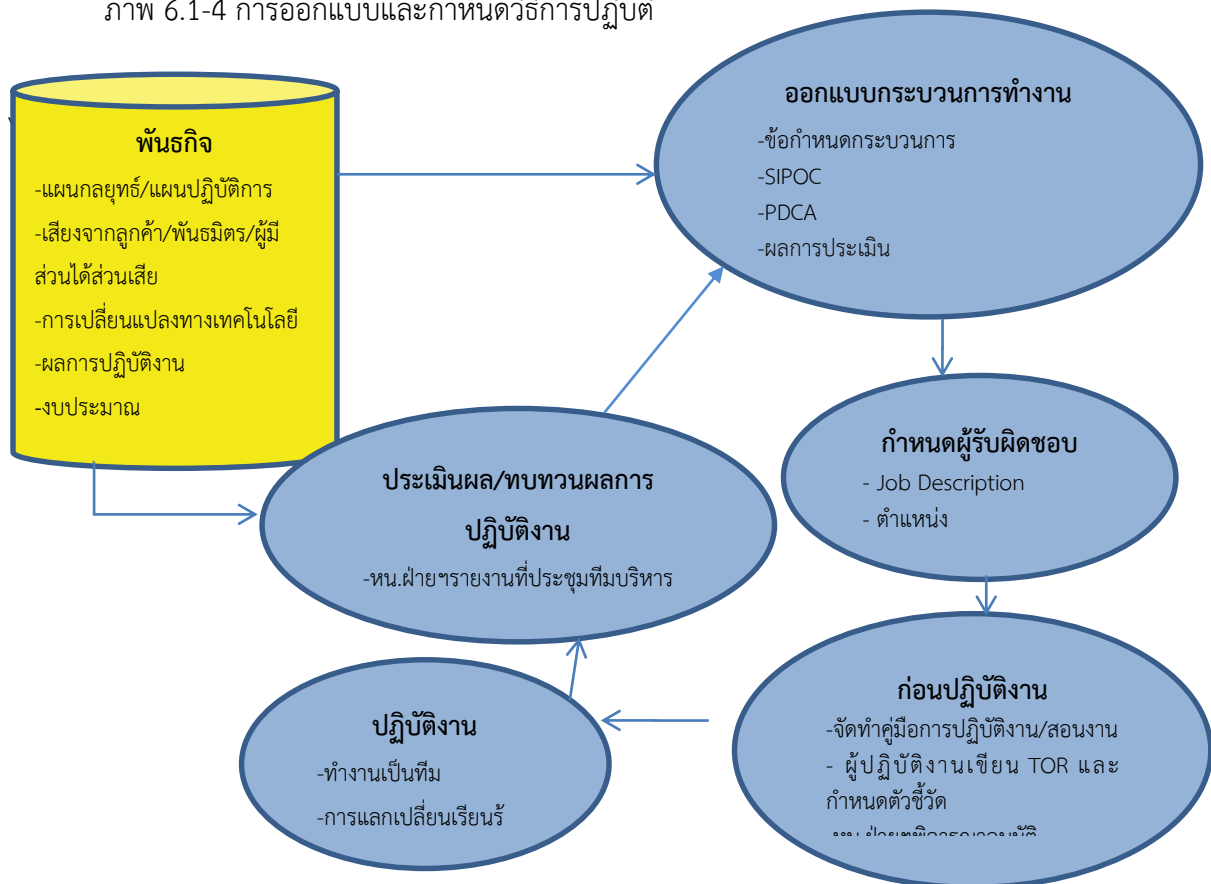 ภาพ 6.1-4 การออกแบบและกำหนดวิธีการปฏิบัติ
พันธกิจ
-แผนกลยุทธ์/แผนปฏิบัติการ
-เสียงจากลูกค้า/พันธมิตร/ผู้มี
ส่วนได้ส่วนเสีย
-การเปลี่ยนแปลงทางเทคโนโลยี
-ผลการปฏิบัติงาน
-งบประมาณ
ออกแบบกระบวนการทำงาน
-ข้อกำหนดกระบวนการ
-SIPOC
-PDCA
-ผลการประเมิน
กำหนดผู้รับผิดชอบ
- Job Description
- ตำแหน่ง
ก่อนปฏิบัติงาน
-จัดทำคู่มือการปฏิบัติงาน/สอนงาน
- ผู้ปฏิบัติงานเขียน TOR และ
กำหนดตัวชี้วัด
ปฏิบัติงาน
-ทำงานเป็นทีม
-การแลกเปลี่ยนเรียนรู้
ประเมินผล/ทบทวนผลการ
ปฏิบัติงาน
-หน.ฝ่ายฯรายงานที่ประชุมทีมบริหาร